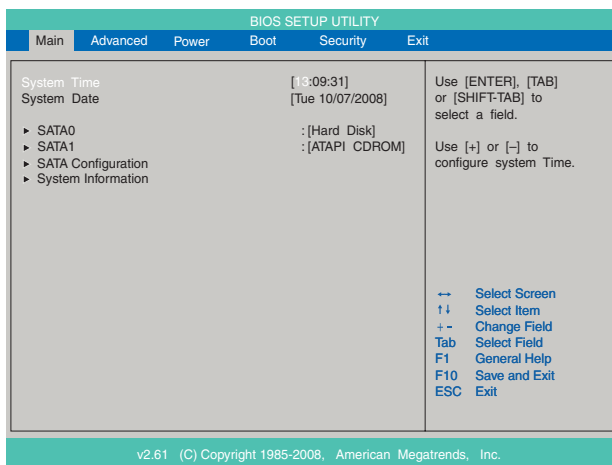 BIOS SETUP UTILITY
Main Advanced Power Boot Security Exit
System Time [13:09:31]
System Date [Tue 10/07/2008]
► SATA0 : [Hard Disk]
► SATA1 : [ATAPI CDROM]
► SATA Configuration
► System Information
Use [ENTER], [TAB]
or [SHIFT-TAB] to
select a field.
Use [+] or [–] to
configure system Time.
↔ Select Screen
↑↓ Select Item
+ - Change Field
Tab Select Field
F1 General Help
F10 Save and Exit
ESC Exit
v2.61 (C) Copyright 1985-2008, American Megatrends, Inc.